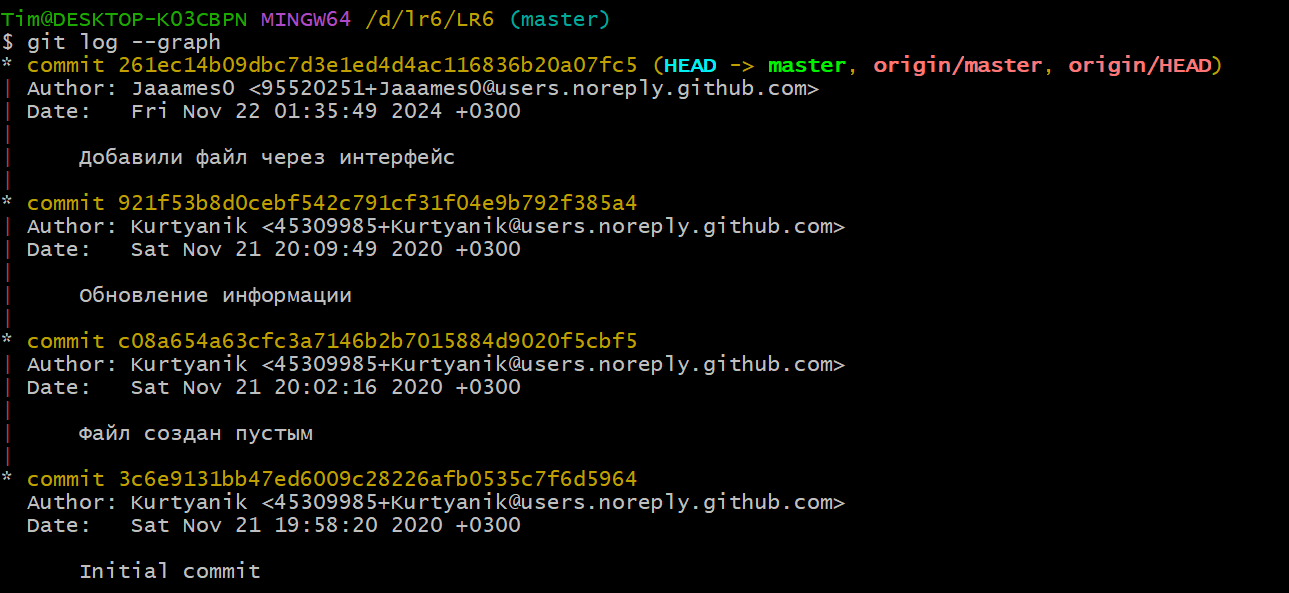 Tim@DESKTOP-K03CBPN MINGW64 /d/lr6/LR6 (master)
$ git log --graph
* commit 261ec14b09dbc7d3e1ed4d4ac116836b20a07fc5 (HEAD -> master, origin/master, origin/HEAD)
| Author: Jaaames0 <95520251+Jaaames0@users.noreply.github.com>
| Date:   Fri Nov 22 01:35:49 2024 +0300
|
|     Добавили файл через интерфейс
|
* commit 921f53b8d0cebf542c791cf31f04e9b792f385a4
| Author: Kurtyanik <45309985+Kurtyanik@users.noreply.github.com>
| Date:   Sat Nov 21 20:09:49 2020 +0300
|
|     Обновление информации
|
* commit c08a654a63cfc3a7146b2b7015884d9020f5cbf5
| Author: Kurtyanik <45309985+Kurtyanik@users.noreply.github.com>
| Date:   Sat Nov 21 20:02:16 2020 +0300
|
|     Файл создан пустым
|
* commit 3c6e9131bb47ed6009c28226afb0535c7f6d5964
  Author: Kurtyanik <45309985+Kurtyanik@users.noreply.github.com>
  Date:   Sat Nov 21 19:58:20 2020 +0300

      Initial commit